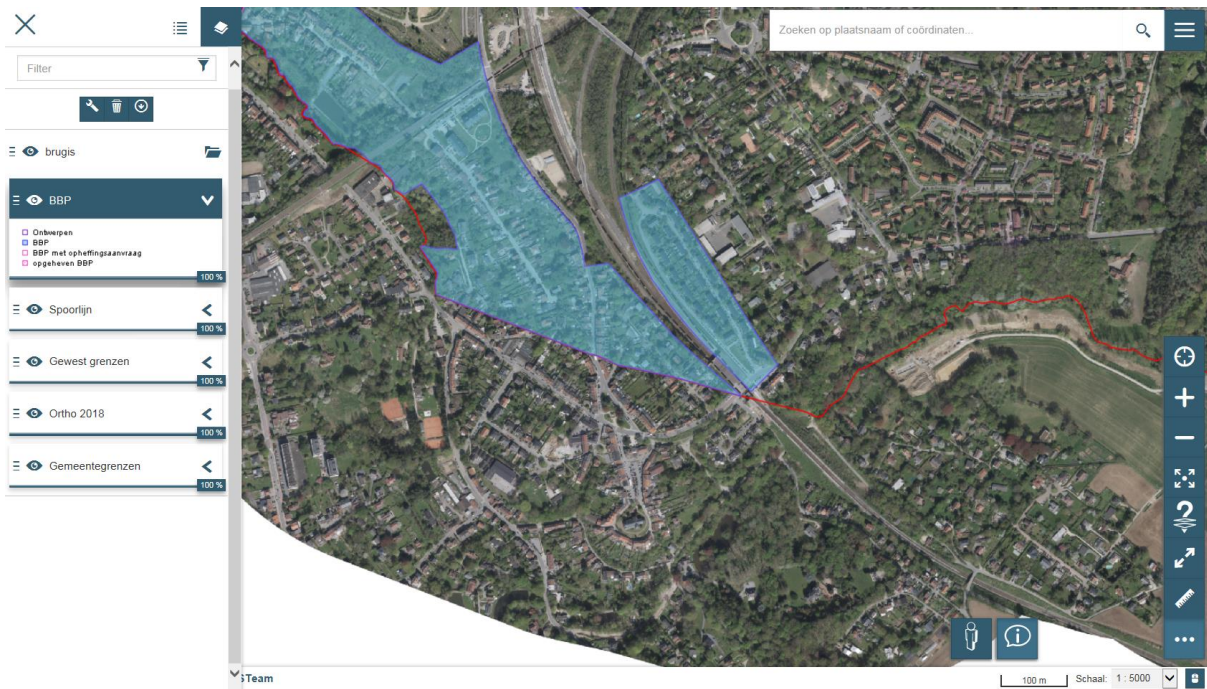 Zoeken op plaatsnaam of coördinaten...
Filter
brugis
BBP
Ontwerpen
BBP
BBP met opheffingsaanvraag
opgeheven BBP
100 %
Spoorlijn
100 %
Gewest grenzen
100 %
Ortho 2018
100 %
Gemeentegrenzen
100 %
STeam
100 m
Schaal: 1 : 5000